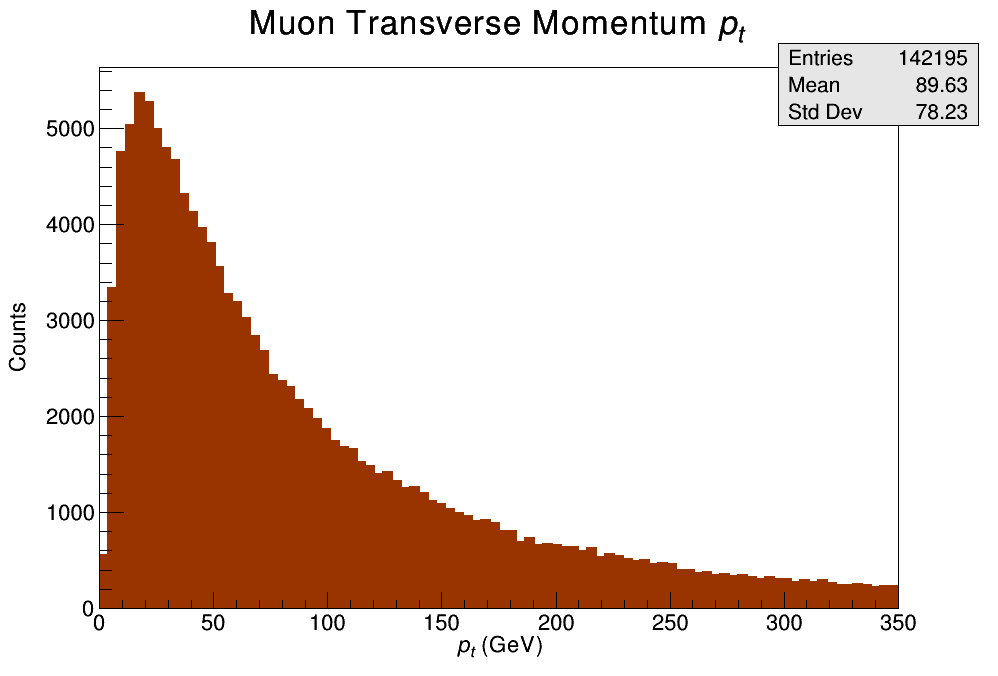 Muon Transverse Momentum pt
Entries 142195
Mean 89.63
Std Dev 78.23
Counts
5000
4000
3000
2000
1000
0
0 50 100 150 200 250 300 350
pt (GeV)